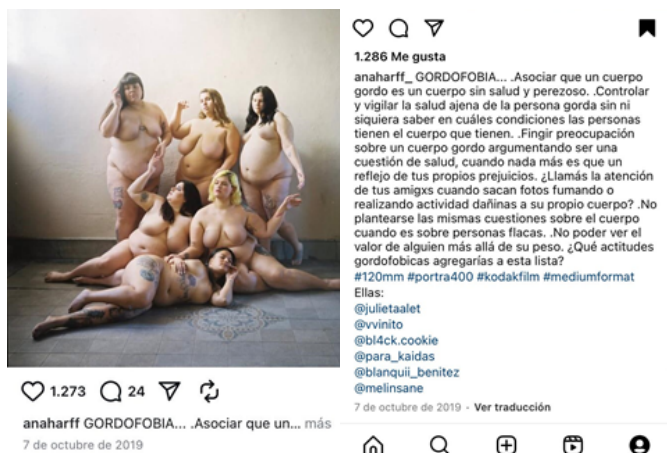 1.273 24
anaharff GORDOFOBIA... .Asociar que un... más
7 de octubre de 2019
1.286 Me gusta
anaharff_ GORDOFOBIA... .Asociar que un cuerpo
gordo es un cuerpo sin salud y perezoso. .Controlar
y vigilar la salud ajena de la persona gorda sin ni
siquiera saber en cuáles condiciones las personas
tienen el cuerpo que tienen. .Fingir preocupación
sobre un cuerpo gordo argumentando ser una
cuestión de salud, cuando nada más es que un
reflejo de tus propios prejuicios. ¿Llamás la atención
de tus amigxs cuando sacan fotos fumando o
realizando actividad dañinas a su propio cuerpo? .No
plantearse las mismas cuestiones sobre el cuerpo
cuando es sobre personas flacas. .No poder ver el
valor de alguien más allá de su peso. ¿Qué actitudes
gordofobicas agregarías a esta lista?
#120mm #portra400 #kodakfilm #mediumformat
Ellas:
@julietaalet
@vvinito
@bl4ck.cookie
@para_kaidas
@blanquii_benitez
@melinsane
7 de octubre de 2019 · Ver traducción